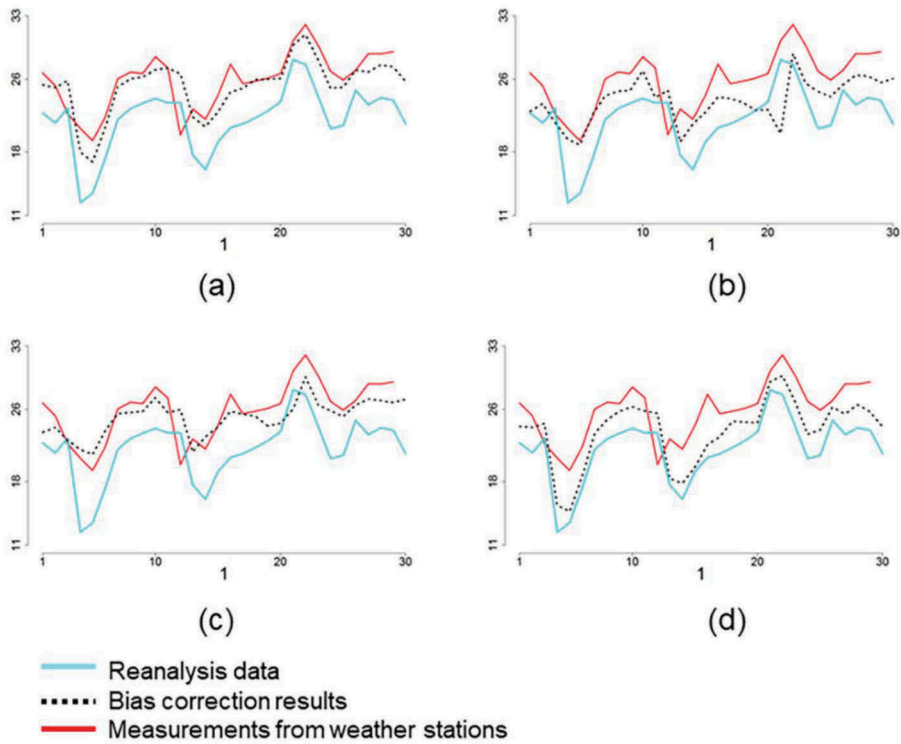 33
26
18
11
1 10 20 30
1
(a)
33
26
18
11
1 10 20 30
1
(b)
33
26
18
11
1 10 20 30
1
(c)
33
26
18
11
1 10 20 30
1
(d)
Reanalysis data
Bias correction results
Measurements from weather stations